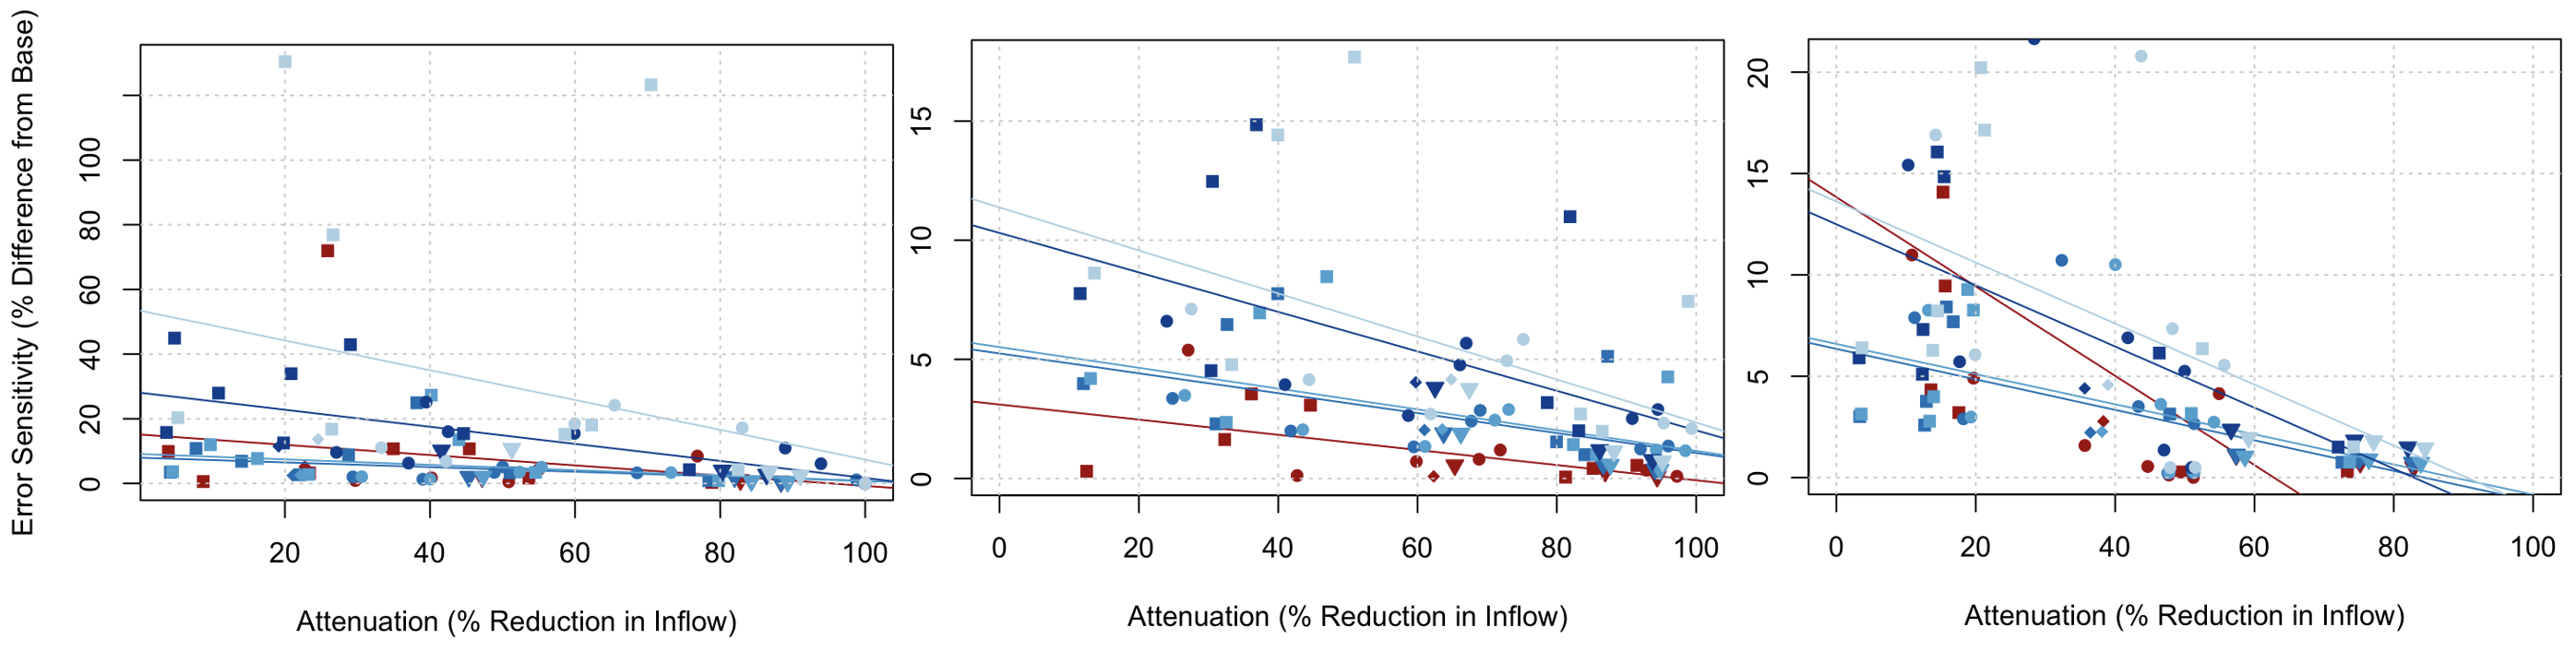 Error Sensitivity (% Difference from Base)
0 20 40 60 80 100
20 40 60 80 100
Attenuation (% Reduction in Inflow)
0 5 10 15
0 20 40 60 80 100
Attenuation (% Reduction in Inflow)
0 5 10 15 20
0 20 40 60 80 100
Attenuation (% Reduction in Inflow)